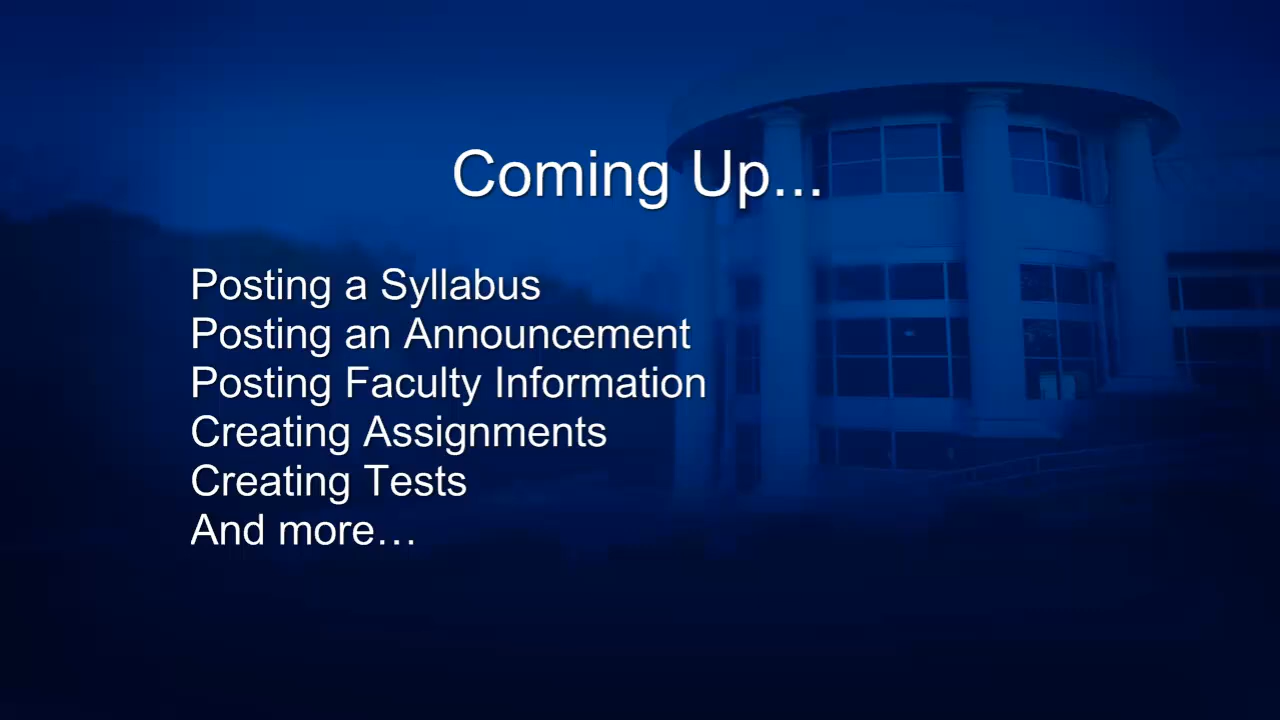 Coming Up...
Posting a Syllabus
Posting an Announcement
Posting Faculty Information
Creating Assignments
Creating Tests
And more…